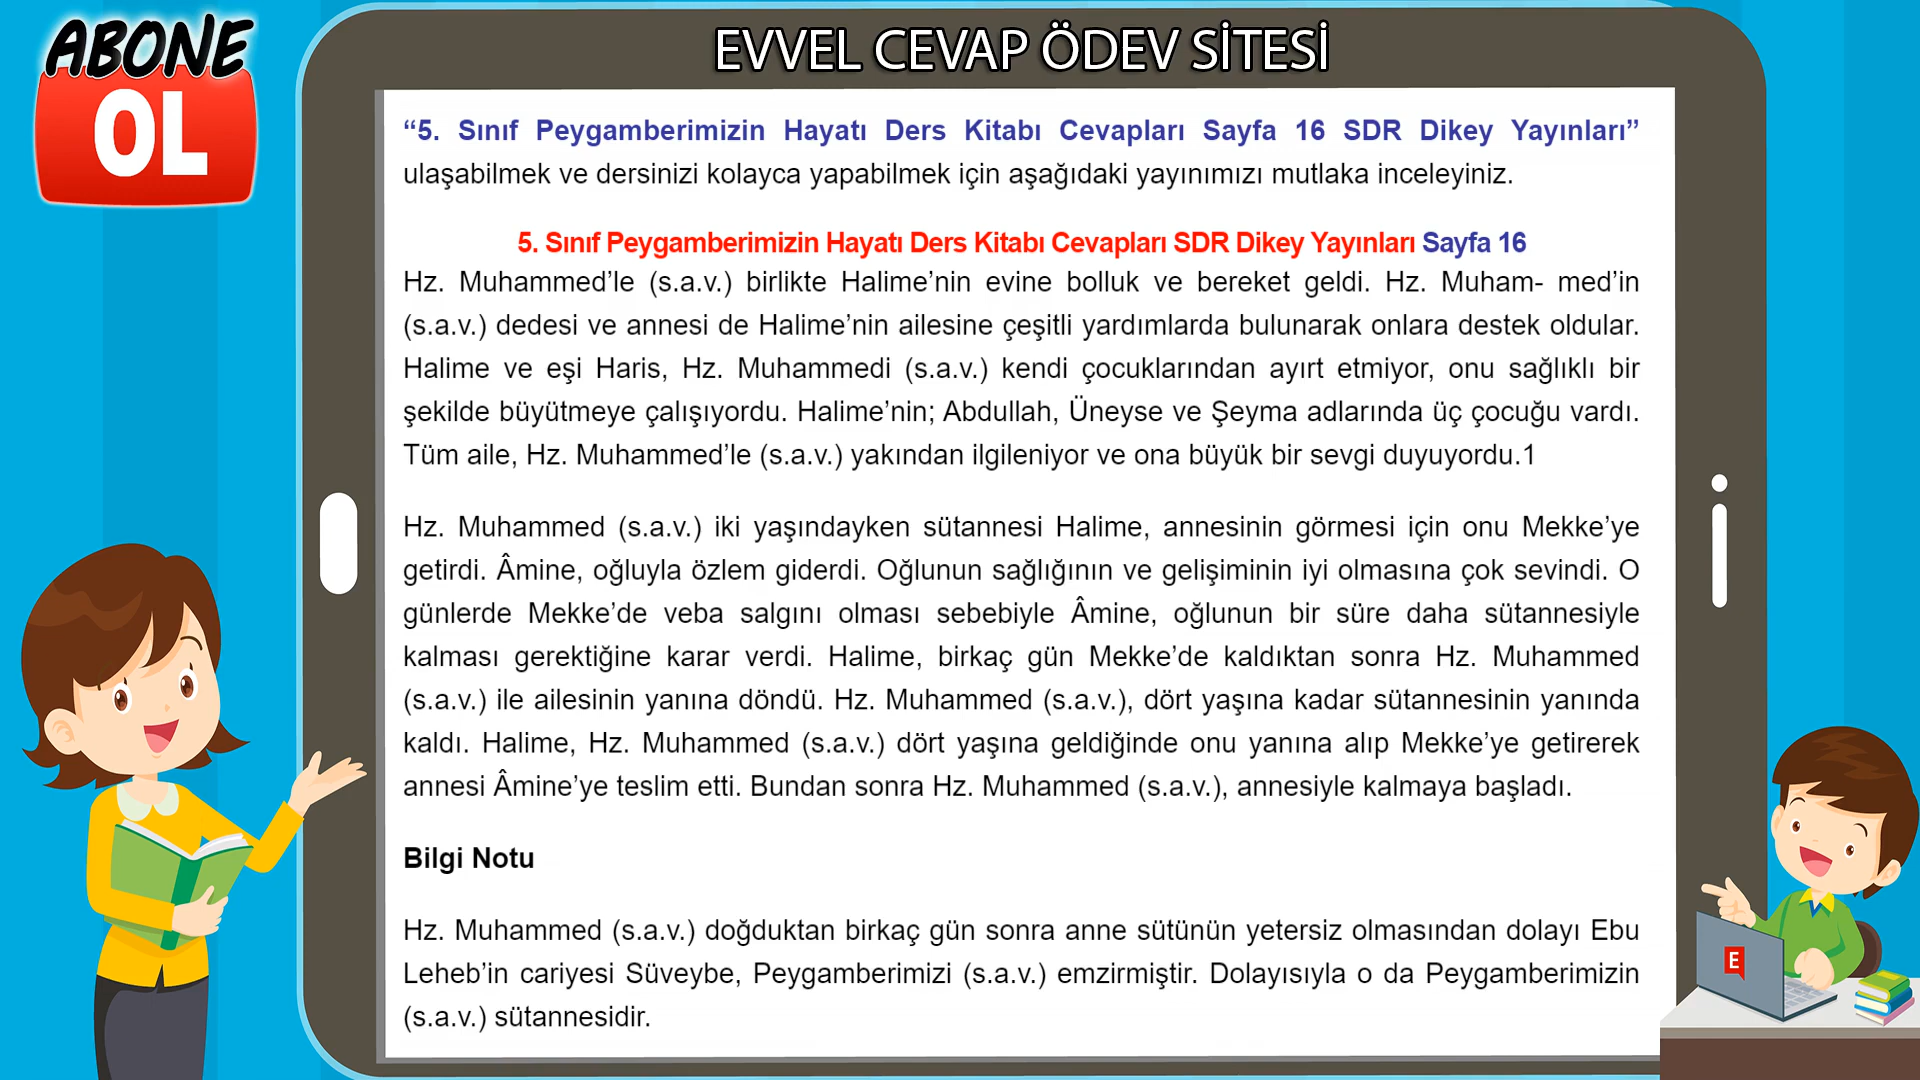 ABONE
OL
EVVEL CEVAP ÖDEV SİTESİ
“5. Sınıf Peygamberimizin Hayatı Ders Kitabı Cevapları Sayfa 16 SDR Dikey Yayınları”
ulaşabilmek ve dersinizi kolayca yapabilmek için aşağıdaki yayınımızı mutlaka inceleyiniz.
5. Sınıf Peygamberimizin Hayatı Ders Kitabı Cevapları SDR Dikey Yayınları Sayfa 16
Hz. Muhammed’le (s.a.v.) birlikte Halime’nin evine bolluk ve bereket geldi. Hz. Muham- med’in
(s.a.v.) dedesi ve annesi de Halime’nin ailesine çeşitli yardımlarda bulunarak onlara destek oldular.
Halime ve eşi Haris, Hz. Muhammedi (s.a.v.) kendi çocuklarından ayırt etmiyor, onu sağlıklı bir
şekilde büyütmeye çalışıyordu. Halime’nin; Abdullah, Üneyse ve Şeyma adlarında üç çocuğu vardı.
Tüm aile, Hz. Muhammed’le (s.a.v.) yakından ilgileniyor ve ona büyük bir sevgi duyuyordu.1
Hz. Muhammed (s.a.v.) iki yaşındayken sütannesi Halime, annesinin görmesi için onu Mekke’ye
getirdi. Âmine, oğluyla özlem giderdi. Oğlunun sağlığının ve gelişiminin iyi olmasına çok sevindi. O
günlerde Mekke’de veba salgını olması sebebiyle Âmine, oğlunun bir süre daha sütannesiyle
kalması gerektiğine karar verdi. Halime, birkaç gün Mekke’de kaldıktan sonra Hz. Muhammed
(s.a.v.) ile ailesinin yanına döndü. Hz. Muhammed (s.a.v.), dört yaşına kadar sütannesinin yanında
kaldı. Halime, Hz. Muhammed (s.a.v.) dört yaşına geldiğinde onu yanına alıp Mekke’ye getirerek
annesi Âmine’ye teslim etti. Bundan sonra Hz. Muhammed (s.a.v.), annesiyle kalmaya başladı.
Bilgi Notu
Hz. Muhammed (s.a.v.) doğduktan birkaç gün sonra anne sütünün yetersiz olmasından dolayı Ebu
Leheb’in cariyesi Süveybe, Peygamberimizi (s.a.v.) emzirmiştir. Dolayısıyla o da Peygamberimizin
(s.a.v.) sütannesidir.
E